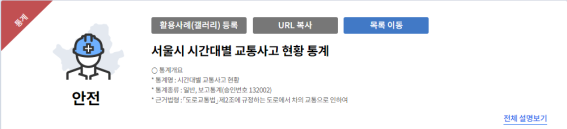 통계
활용사례(갤러리) 등록
URL 복사
목록 이동
서울시 시간대별 교통사고 현황 통계
안전
○ 통계개요
* 통계명 : 시간대별 교통사고 현황
* 통계종류 : 일반, 보고통계(승인번호 132002)
* 근거법령 : 「도로교통법」 제2조에 규정하는 도로에서 차의 교통으로 인하여
전체 설명보기